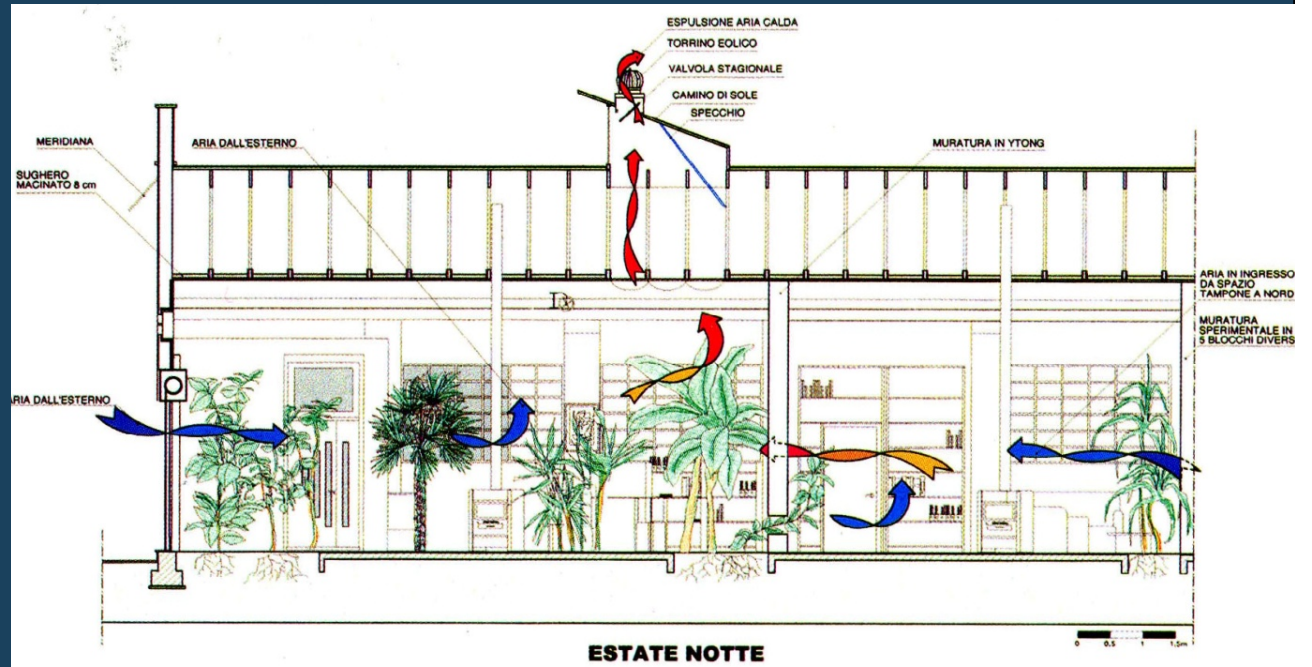 ESPULSIONE ARIA CALDA
TORRINO EOLICO
VALVOLA STAGIONALE
CAMINO DI SOLE
SPECCHIO
MERIDIANA
ARIA DALL'ESTERNO
MURATURA IN YTONG
SUGHERO
MACINATO 8 cm
ARIA IN INGRESSO
DA SPAZIO
TAMPONE A NORD
MURATURA
SPERIMENTALE IN
5 BLOCCHI DIVERS
ARIA DALL'ESTERNO
0 0.5 1 1.5m
ESTATE NOTTE